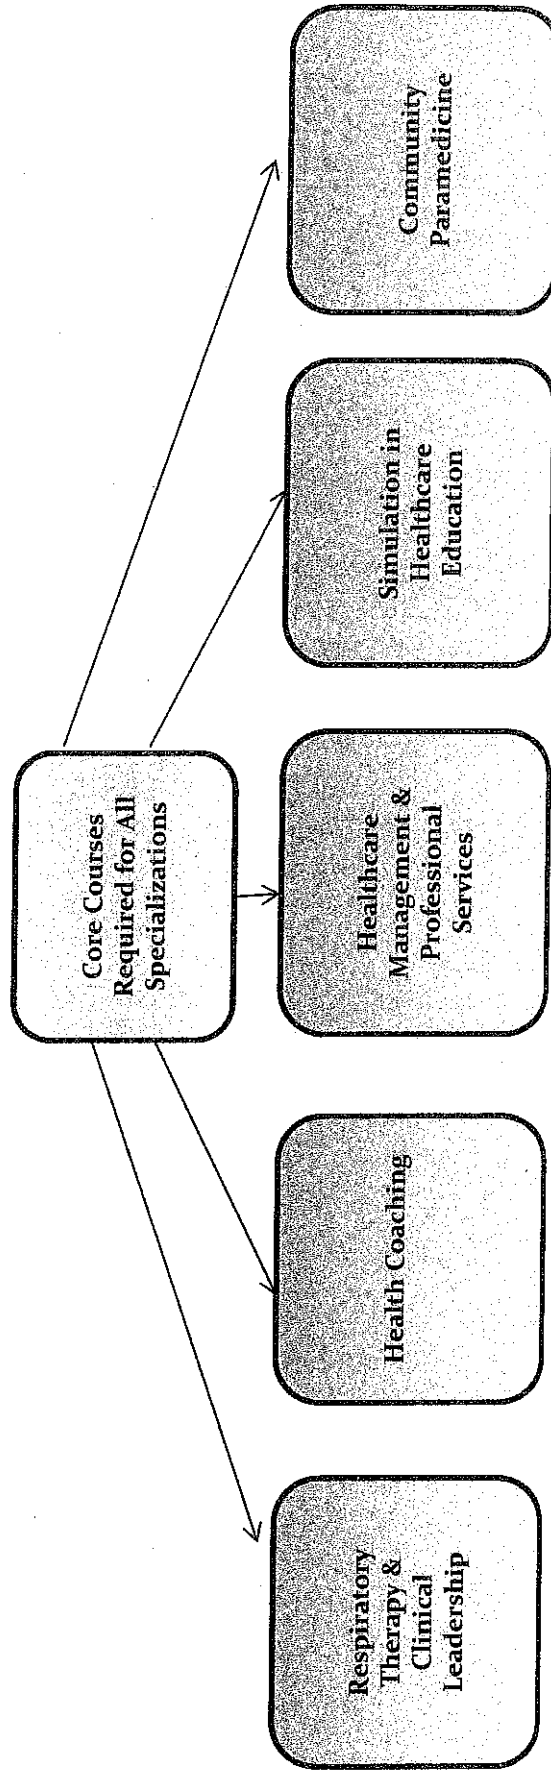 Core Courses
Required for All
Specializations
Respiratory
Therapy &
Clinical
Leadership
Health Coaching
Healthcare
Management &
Professional
Services
Simulation in
Healthcare
Education
Community
Paramedicine